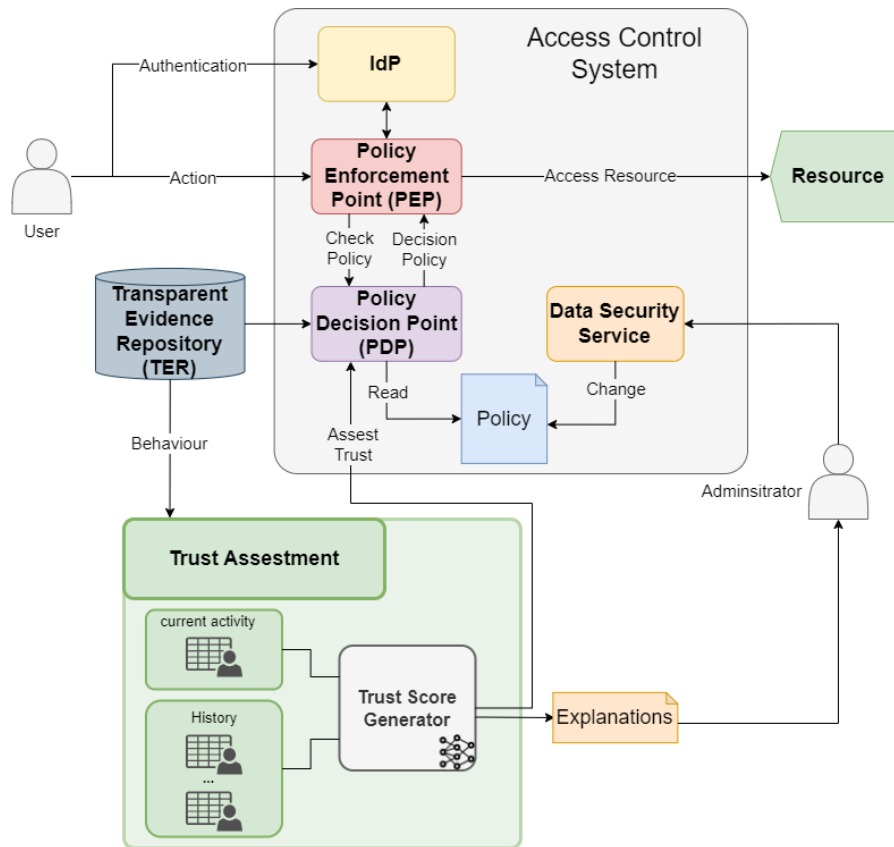 Access Control
System
IdP
Authentication
Policy
Enforcement
Point (PEP)
Action
Access Resource
Resource
User
Check
Policy
Decision
Policy
Transparent
Evidence
Repository
(TER)
Policy
Decision Point
(PDP)
Data Security
Service
Read
Change
Policy
Assest
Trust
Behaviour
Adminsitrator
Trust Assestment
current activity
Trust Score
Generator
Explanations
History
...